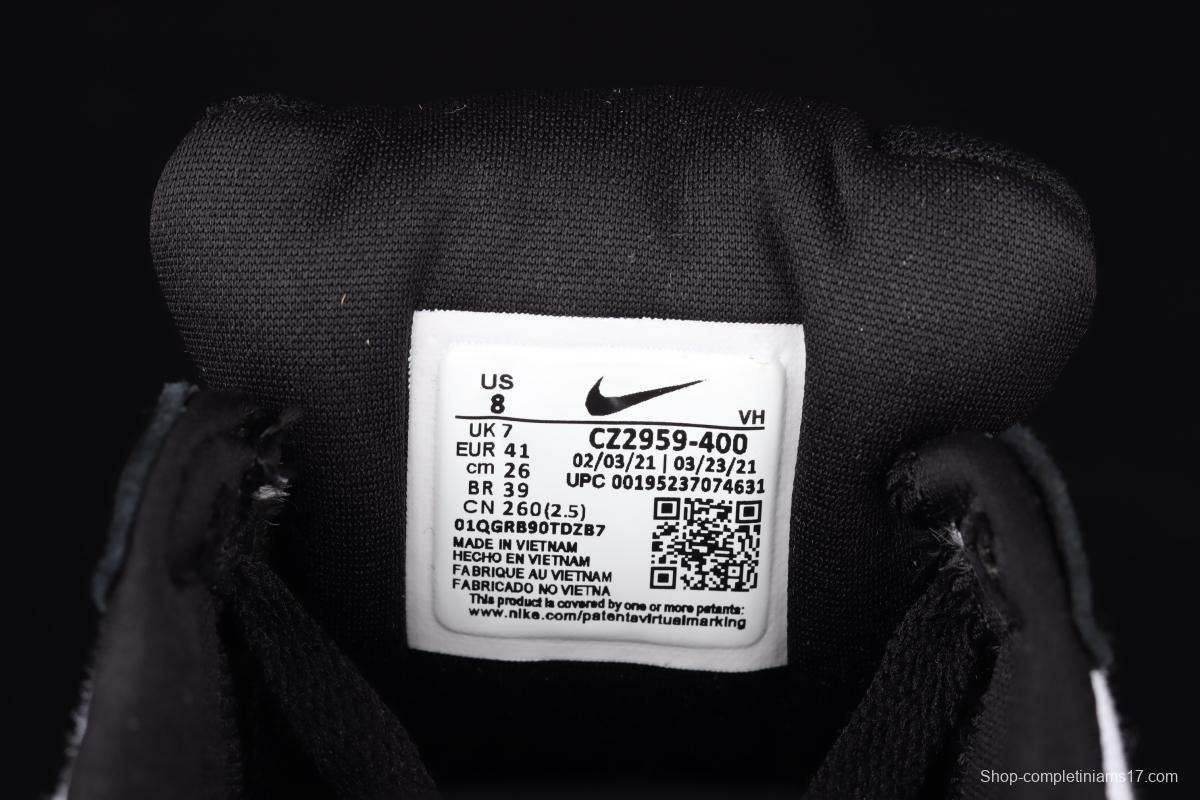 US
8
VH
UK 7
EUR 41
cm 26
BR 39
CN 260(2.5)
CZ2959-400
02/03/21 | 03/23/21
UPC 00195237074631
01QGRB90TDZB7
MADE IN VIETNAM
HECHO EN VIETNAM
FABRIQUE AU VIETNAM
FABRICADO NO VIETNA
This product is covered by one or more patants:
www.nike.com/patentavirtualmarking
Shop-completiniams17.com